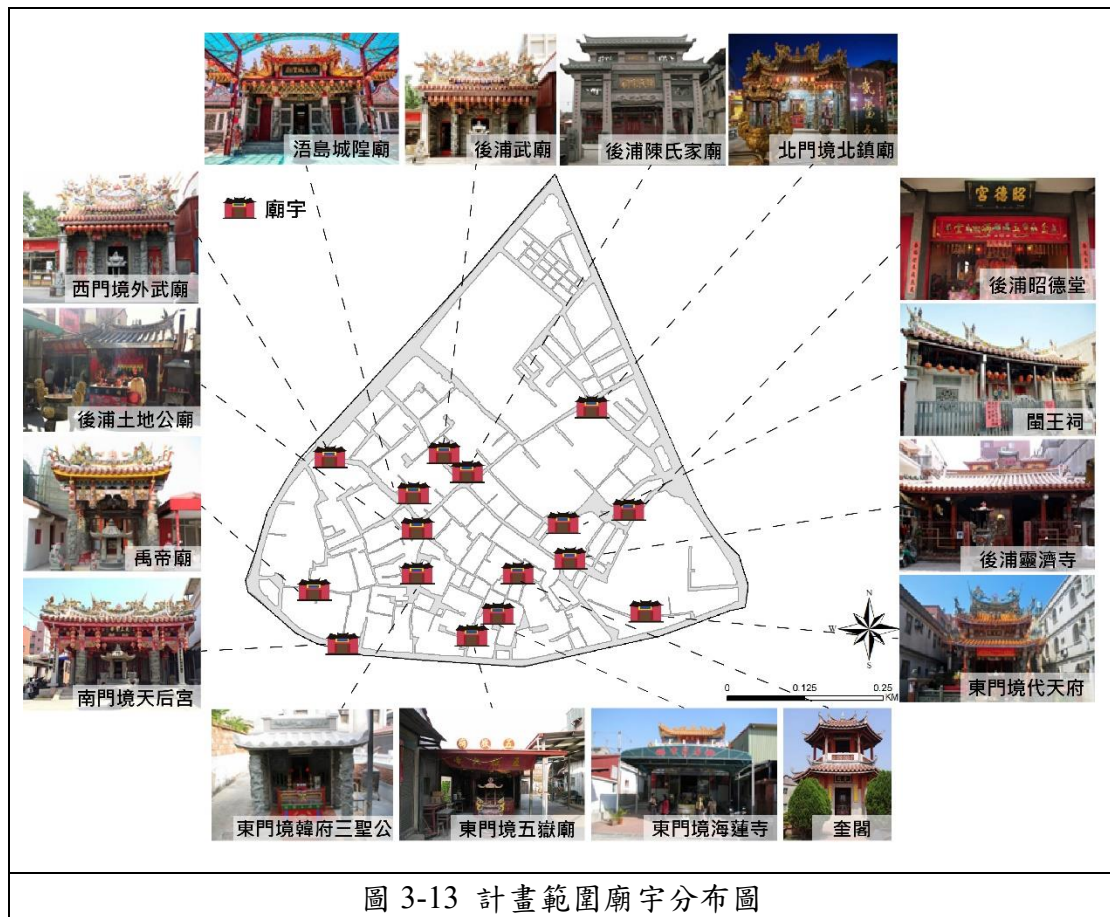 浯島城隍廟
後浦武廟
後浦陳氏家廟
北門境北鎮廟
廟宇
西門境外武廟
昭德宮
後浦昭德堂
後浦土地公廟
閩王祠
禹帝廟
後浦靈濟寺
南門境天后宮
東門境代天府
N
W
S
0 0.125 0.25
KM
東門境韓府三聖公
東門境五嶽廟
東門境海蓮寺
奎閣
圖 3-13 計畫範圍廟宇分布圖